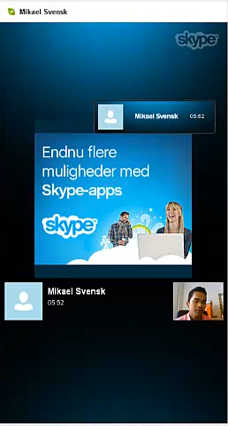 Mikael Svensk
skype
Mikael Svensk 05:52
Endnu flere
muligheder med
Skype-apps
skype
Mikael Svensk
05:52